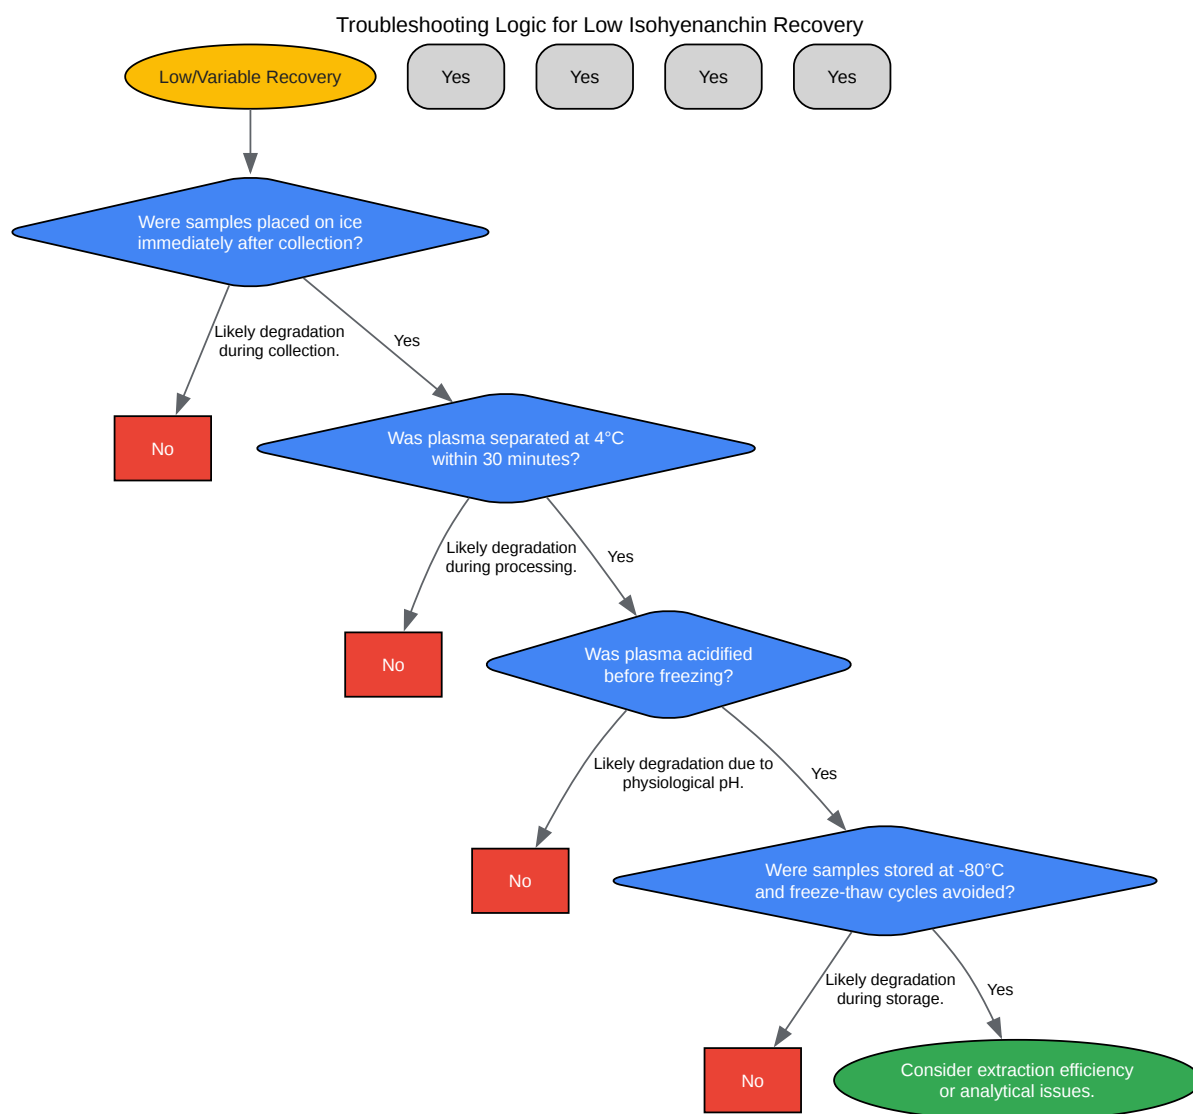 Troubleshooting Logic for Low Isohyenanchin Recovery
Low/Variable Recovery
Yes
Yes
Yes
Yes
Were samples placed on ice
immediately after collection?
Likely degradation
during collection.
Yes
No
Was plasma separated at 4°C
within 30 minutes?
Likely degradation
during processing.
Yes
No
Was plasma acidified
before freezing?
Likely degradation due to
physiological pH.
Yes
No
Were samples stored at -80°C
and freeze-thaw cycles avoided?
Likely degradation
during storage.
Yes
No
Consider extraction efficiency
or analytical issues.